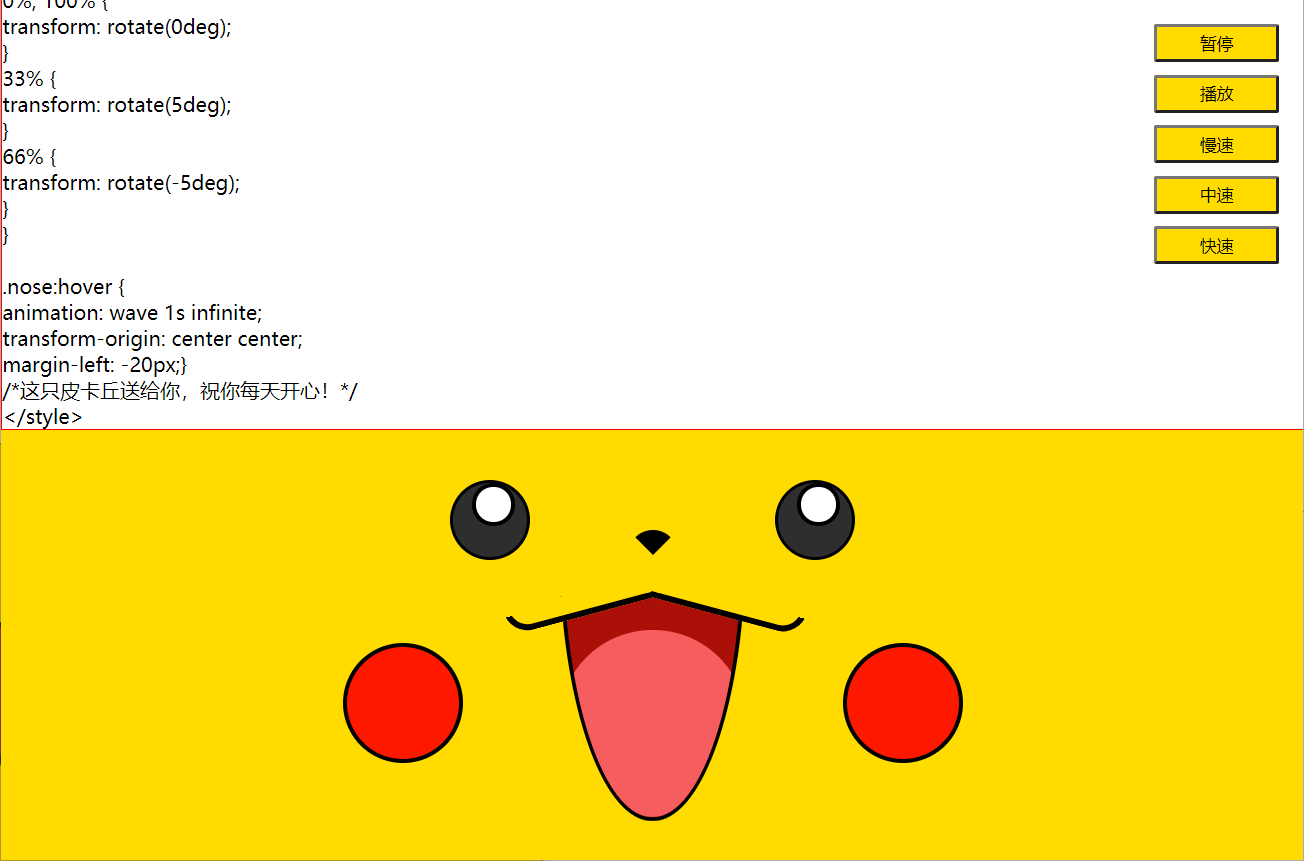 0%, 100% {
transform: rotate(0deg);
}
33% {
transform: rotate(5deg);
}
66% {
transform: rotate(-5deg);
}
}
.nose:hover {
animation: wave 1s infinite;
transform-origin: center center;
margin-left: -20px;}
/*这只皮卡丘送给你，祝你每天开心！*/
</style>
暂停
播放
慢速
中速
快速